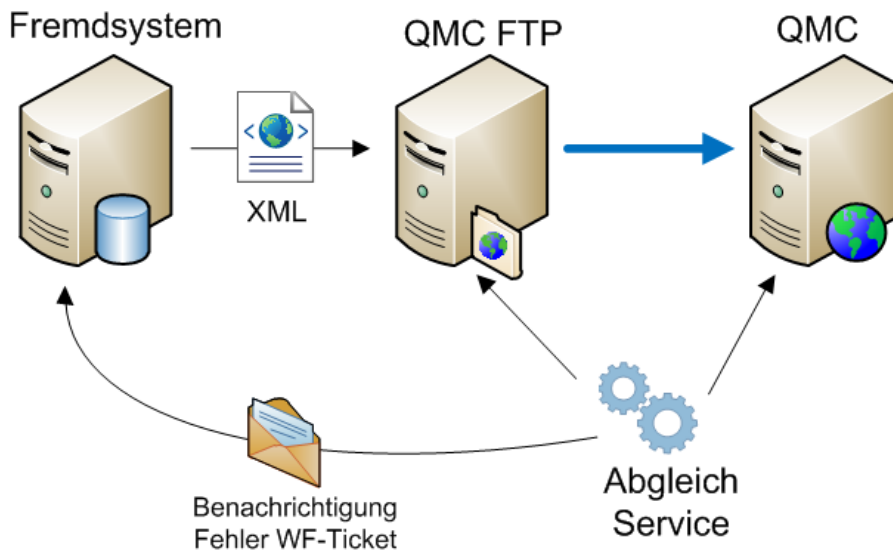 Fremdsystem
QMC FTP
QMC
XML
Benachrichtigung
Fehler WF-Ticket
Abgleich
Service